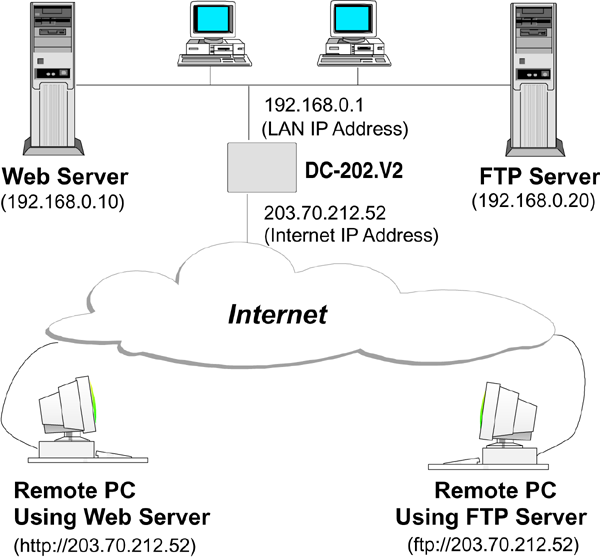 192.168.0.1
(LAN IP Address)
Web Server
(192.168.0.10)
DC-202.V2
FTP Server
(192.168.0.20)
203.70.212.52
(Internet IP Address)
Internet
Remote PC
Using Web Server
(http://203.70.212.52)
Remote PC
Using FTP Server
(ftp://203.70.212.52)